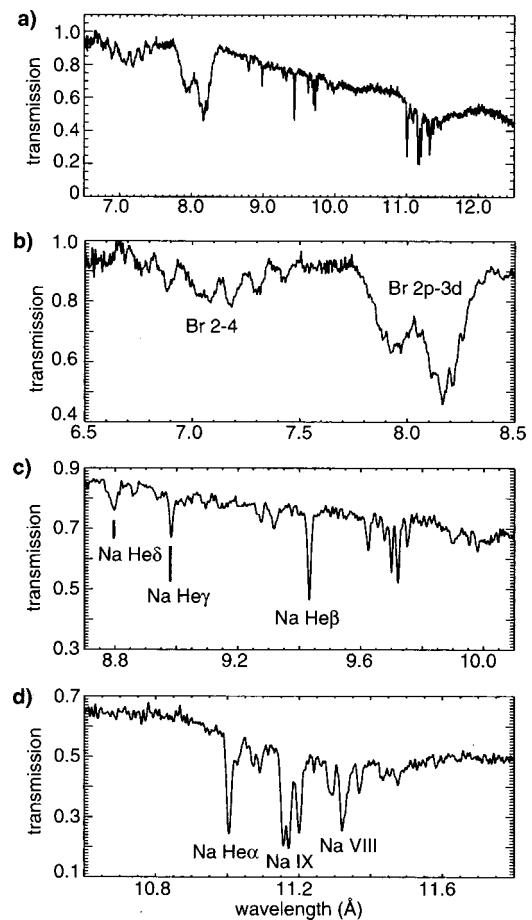 a)
1.0
0.8
0.6
0.4
0.2
0
transmission
7.0 8.0 9.0 10.0 11.0 12.0
b)
1.0
0.8
0.6
0.4
transmission
Br 2-4
Br 2p-3d
6.5 7.0 7.5 8.0 8.5
c)
0.9
0.7
0.5
0.3
transmission
Na Heδ
Na Heγ
Na Heβ
8.8 9.2 9.6 10.0
d)
0.7
0.5
0.3
0.1
transmission
Na Heα
Na IX
Na VIII
10.8 11.2 11.6
wavelength (Å)